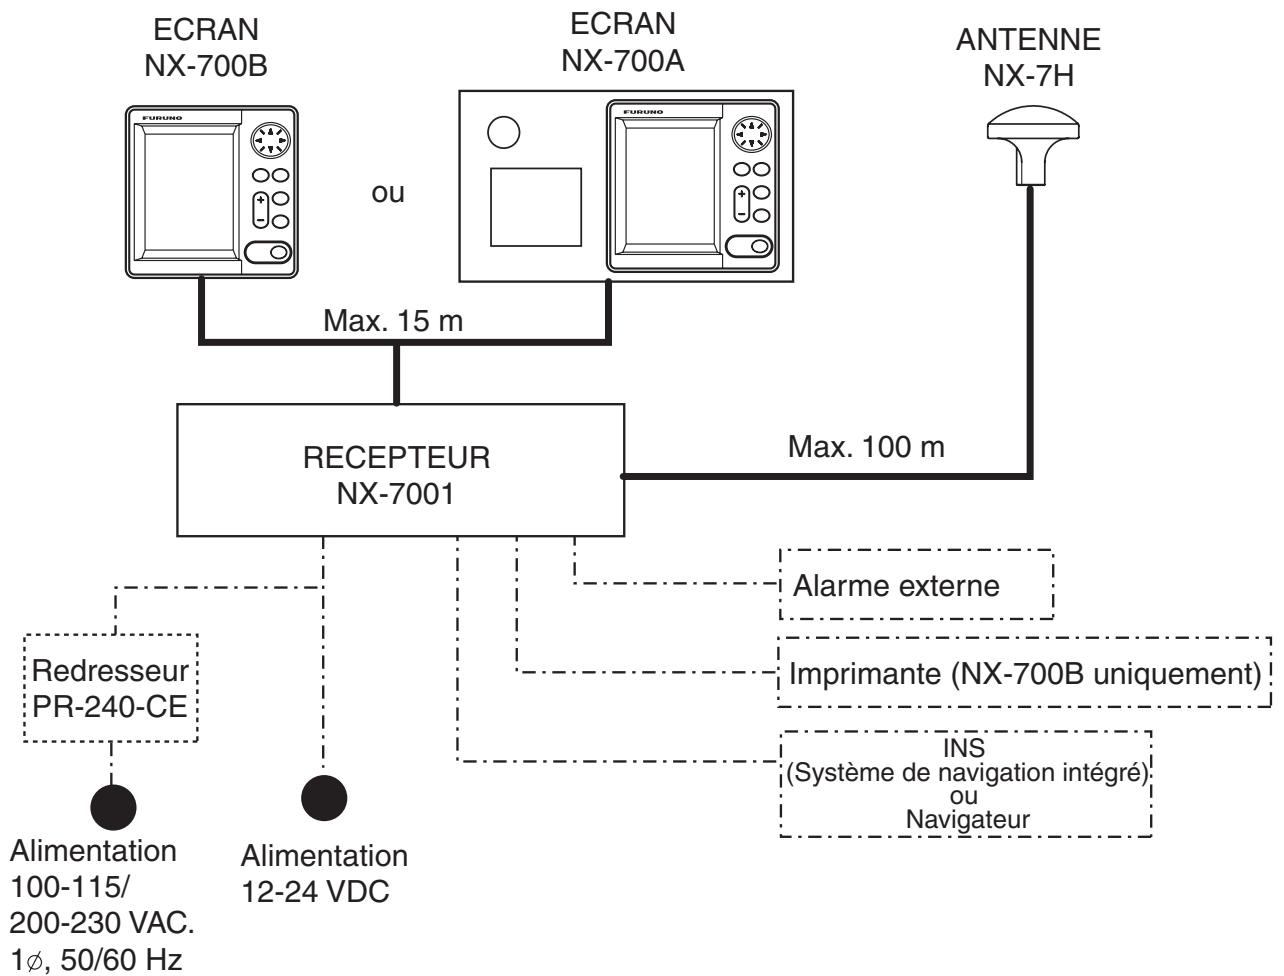 ECRAN
NX-700B
ECRAN
NX-700A
ANTENNE
NX-7H
FURUNO
FURUNO
ou
+
−
+
−
Max. 15 m
RECEPTEUR
NX-7001
Max. 100 m
Alarme externe
Redresseur
PR-240-CE
Imprimante (NX-700B uniquement)
INS
(Système de navigation intégré)
ou
Navigateur
Alimentation
100-115/
200-230 VAC.
1ø, 50/60 Hz
Alimentation
12-24 VDC